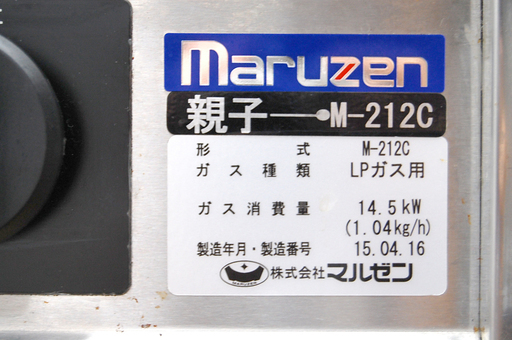 maruzen
親子 M-212C
形式 M-212C
ガス種類 LPガス用
ガス消費量 14.5kW
(1.04kg/h)
製造年月・製造番号 15.04.16
株式会社マルゼン